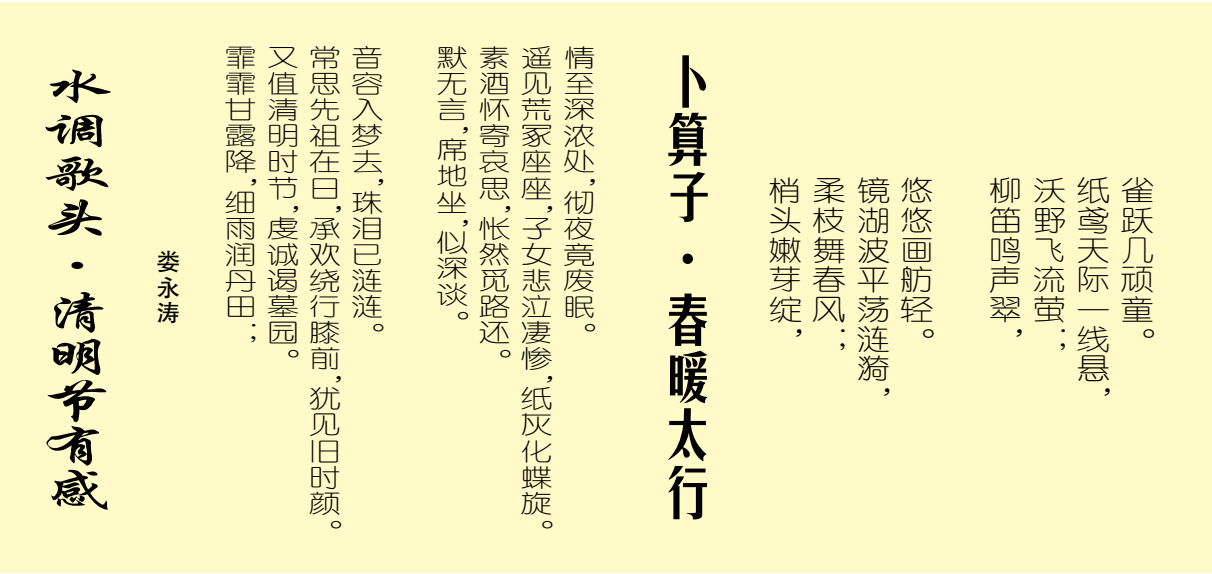 水调歌头·清明节有感
娄永涛
霏霏甘露降,细雨润丹田;
又值清明时节,虔诚谒墓园。
常思先祖在日,承欢绕行膝前,犹见旧时颜。
音容入梦去,珠泪已涟涟。
默无言,席地坐,似深谈。
素酒怀寄哀思,怅然觅路还。
遥见荒冢座座,子女悲泣凄惨,纸灰化蝶旋。
情至深浓处,彻夜竟废眠。
卜算子·春暖太行
梢头嫩芽绽,
柔枝舞春风;
镜湖波平荡涟漪,
悠悠画舫轻。
柳笛鸣声翠,
沃野飞流萤;
纸鸢天际一线悬,
雀跃几顽童。